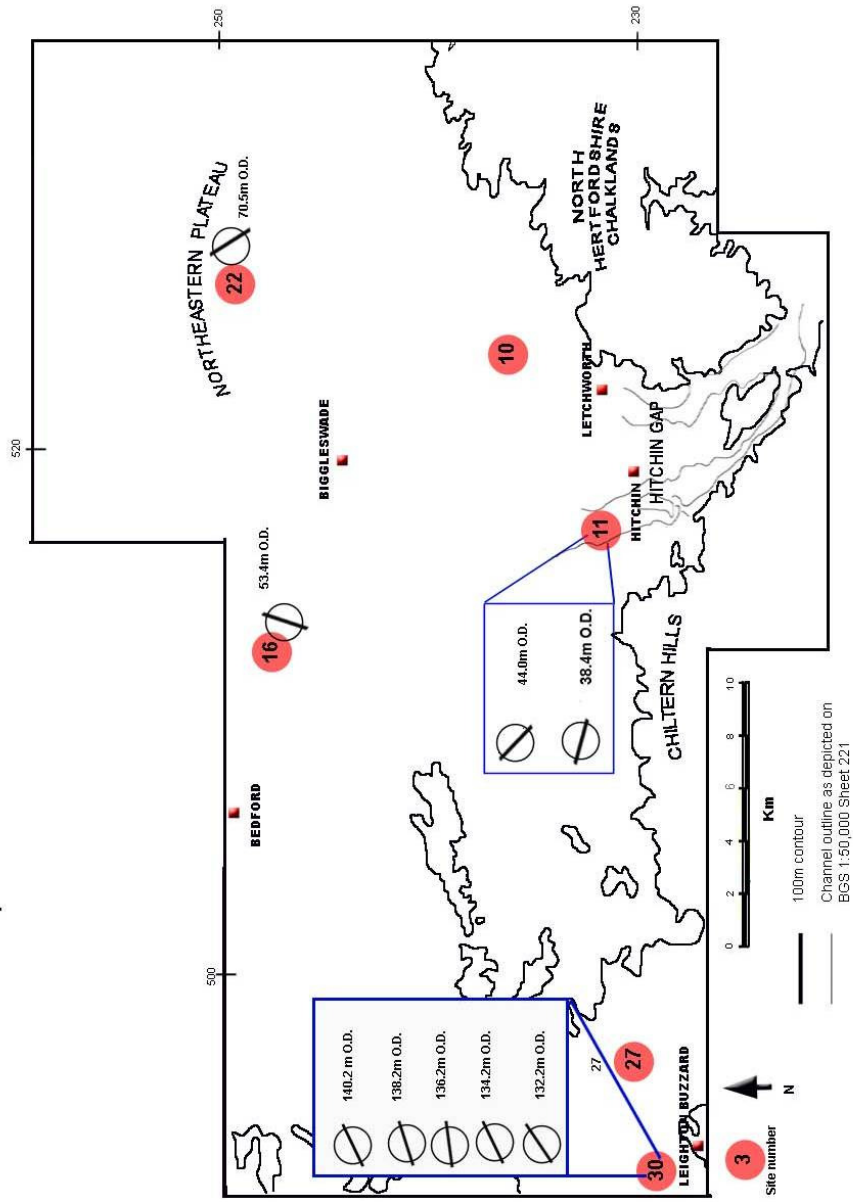 520
500
250
230
NORTHEASTERN PLATEAU
22
70.5m O.D.
BIGGLESWADE
10
16
53.4m O.D.
BEDFORD
NORTH
HERTFORDSHIRE
CHALKLANDS
LETCHWORTH
HITCHIN
HITCHIN GAP
11
44.0m O.D.
38.4m O.D.
CHILTERN HILLS
140.2 m O.D.
138.2m O.D.
136.2m O.D.
134.2m O.D.
132.2m O.D.
27
27
30
LEIGHTON BUZZARD
3
Site number
N
0 2 4 6 8 10
Km
100m contour
Channel outline as depicted on
BGS 1:50,000 Sheet 221